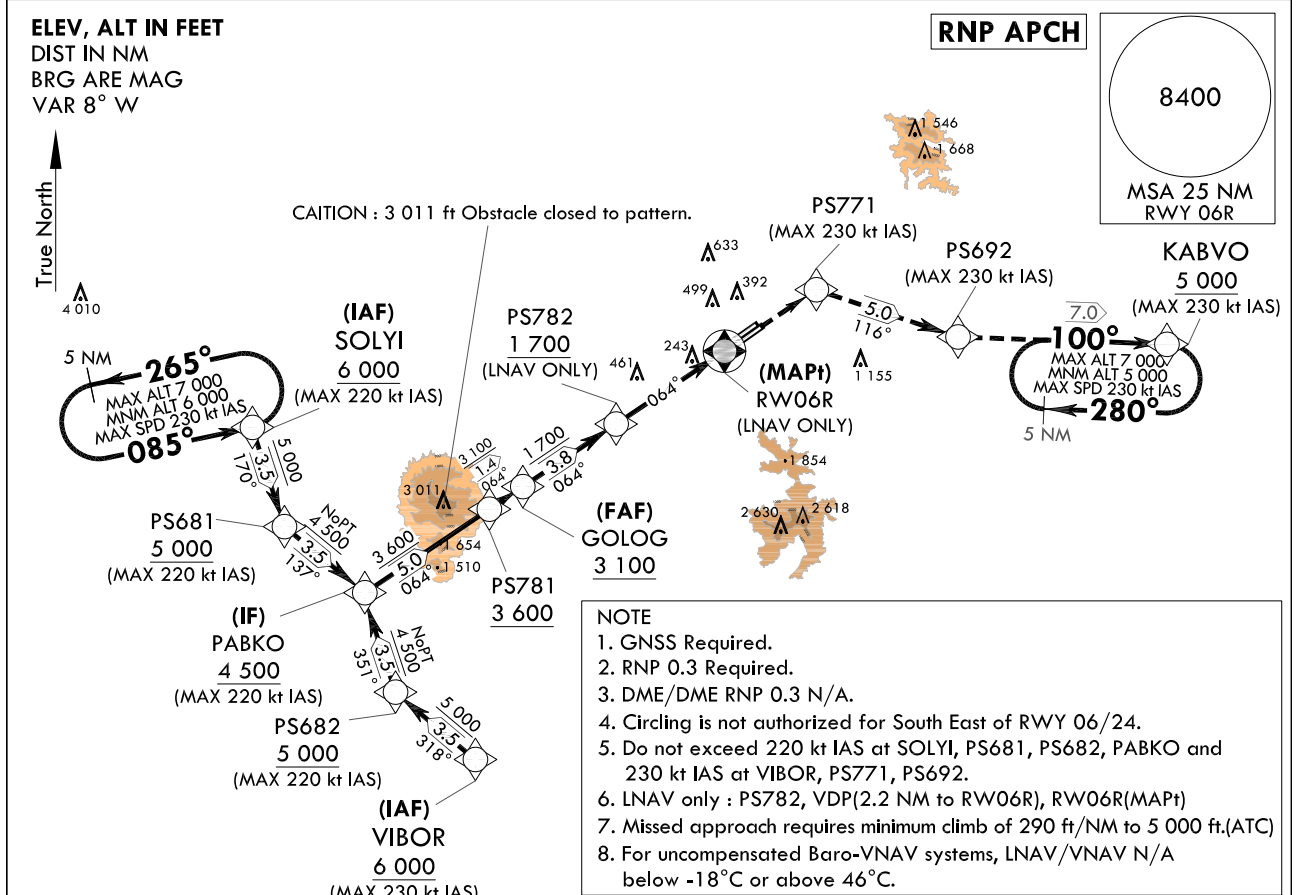 ELEV, ALT IN FEET
DIST IN NM
BRG ARE MAG
VAR 8° W
True North
RNP APCH
8400
MSA 25 NM
RWY 06R
1 546
1 668
CAITION : 3 011 ft Obstacle closed to pattern.
PS771
(MAX 230 kt IAS)
PS692
(MAX 230 kt IAS)
KABVO
5 000
(MAX 230 kt IAS)
633
499
392
4 010
(IAF)
SOLYI
6 000
(MAX 220 kt IAS)
PS782
1 700
(LNAV ONLY)
5.0
116°
7.0
100°
MAX ALT 7 000
MNM ALT 5 000
MAX SPD 230 kt IAS
280°
5 NM
5 NM
265°
MAX ALT 7 000
MNM ALT 6 000
MAX SPD 230 kt IAS
085°
243
461
1 155
(MAPt)
RW06R
(LNAV ONLY)
064°
5 000
3.5
170°
3 100
1.4
064°
1 700
3.8
064°
3 011
1 854
2 630
2 618
(FAF)
GOLOG
3 100
PS681
5 000
(MAX 220 kt IAS)
NoPT
4 500
3.5
137°
3 600
5.0
064°
1 654
1 510
PS781
3 600
(IF)
PABKO
4 500
(MAX 220 kt IAS)
NoPT
4 500
3.5
351°
PS682
5 000
(MAX 220 kt IAS)
5 000
3.5
318°
(IAF)
VIBOR
6 000
(MAX 230 kt IAS)
NOTE
1. GNSS Required.
2. RNP 0.3 Required.
3. DME/DME RNP 0.3 N/A.
4. Circling is not authorized for South East of RWY 06/24.
5. Do not exceed 220 kt IAS at SOLYI, PS681, PS682, PABKO and
230 kt IAS at VIBOR, PS771, PS692.
6. LNAV only : PS782, VDP(2.2 NM to RW06R), RW06R(MAPt)
7. Missed approach requires minimum climb of 290 ft/NM to 5 000 ft.(ATC)
8. For uncompensated Baro-VNAV systems, LNAV/VNAV N/A
below -18°C or above 46°C.